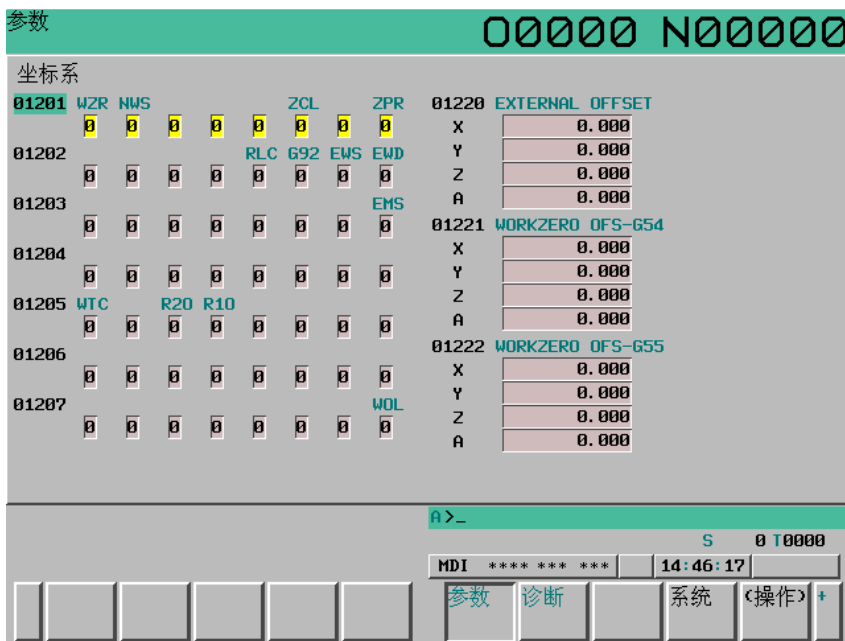 参数
O0000 N00000
坐标系
01201 WZR NWS ZCL ZPR
0 0 0 0 0 0 0 0
01202 RLC G92 EWS EWD
0 0 0 0 0 0 0 0
01203 EMS
0 0 0 0 0 0 0 0
01204
0 0 0 0 0 0 0 0
01205 WTC R2O R1O
0 0 0 0 0 0 0 0
01206
0 0 0 0 0 0 0 0
01207 WOL
0 0 0 0 0 0 0 0
01220 EXTERNAL OFFSET
X 0.000
Y 0.000
Z 0.000
A 0.000
01221 WORKZERO OFS-G54
X 0.000
Y 0.000
Z 0.000
A 0.000
01222 WORKZERO OFS-G55
X 0.000
Y 0.000
Z 0.000
A 0.000
A>_
S 0 T0000
MDI **** *** *** 14:46:17
参数 诊断 系统 (操作) +